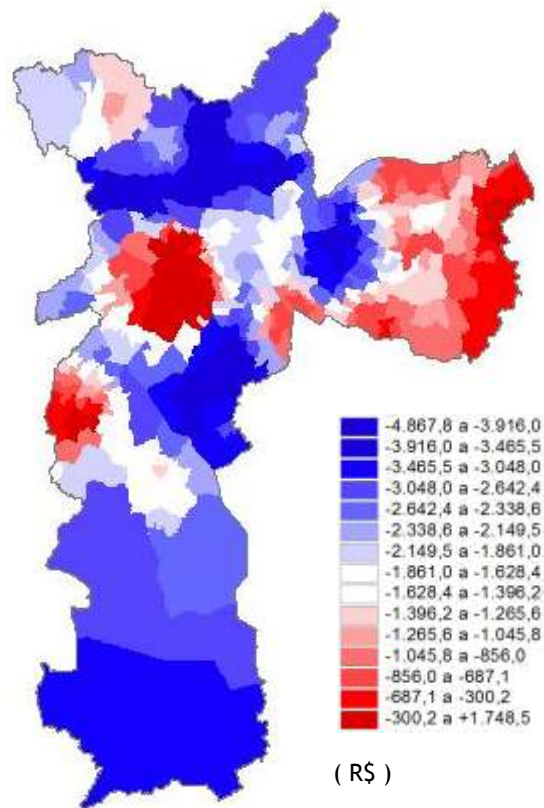 -4.867,8 a -3.916,0
-3.916,0 a -3.465,5
-3.465,5 a -3.048,0
-3.048,0 a -2.642,4
-2.642,4 a -2.338,6
-2.338,6 a -2.149,5
-2.149,5 a -1.861,0
-1.861,0 a -1.628,4
-1.628,4 a -1.396,2
-1.396,2 a -1.265,6
-1.265,6 a -1.045,8
-1.045,8 a -856,0
-856,0 a -687,1
-687,1 a -300,2
-300,2 a +1.748,5
( R$ )